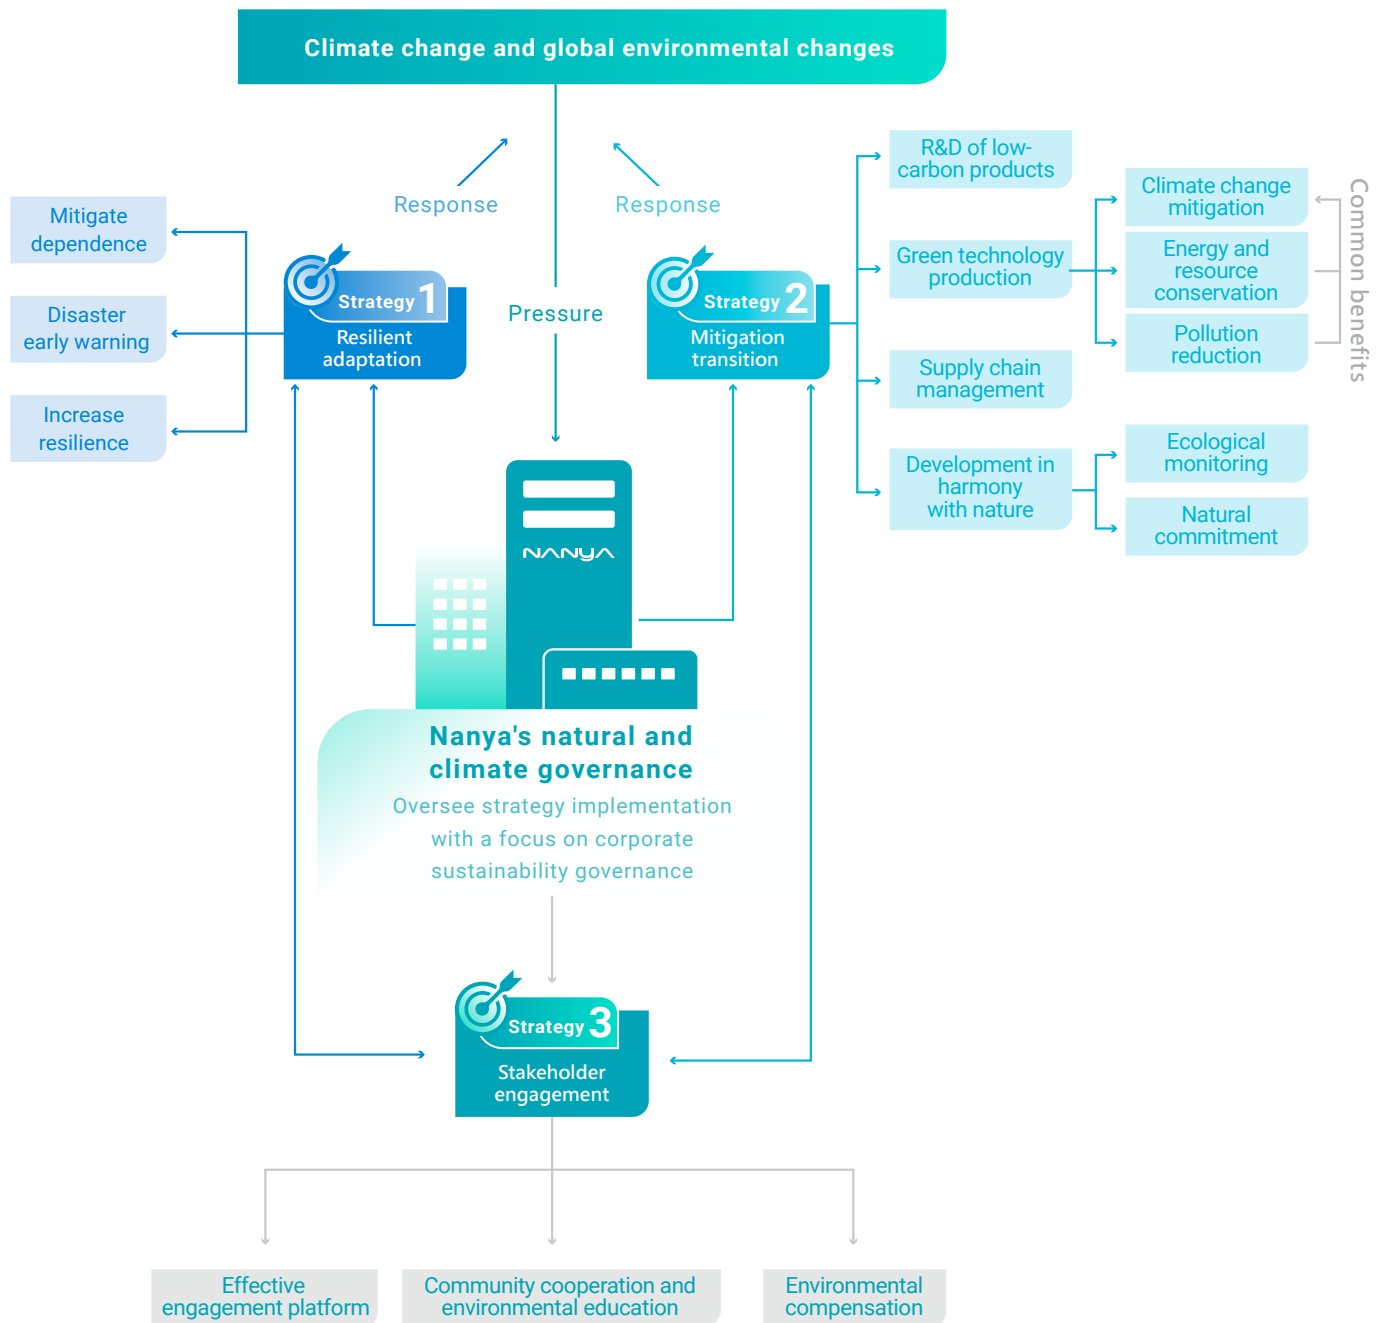 Climate change and global environmental changes
Response
Response
Pressure
Mitigate
dependence
Disaster
early warning
Increase
resilience
Strategy 1
Resilient
adaptation
Strategy 2
Mitigation
transition
R&D of low-
carbon products
Green technology
production
Supply chain
management
Development in
harmony
with nature
Climate change
mitigation
Energy and
resource
conservation
Pollution
reduction
Common benefits
Ecological
monitoring
Natural
commitment
NANYA
Nanya's natural and
climate governance
Oversee strategy implementation
with a focus on corporate
sustainability governance
Strategy 3
Stakeholder
engagement
Effective
engagement platform
Community cooperation and
environmental education
Environmental
compensation